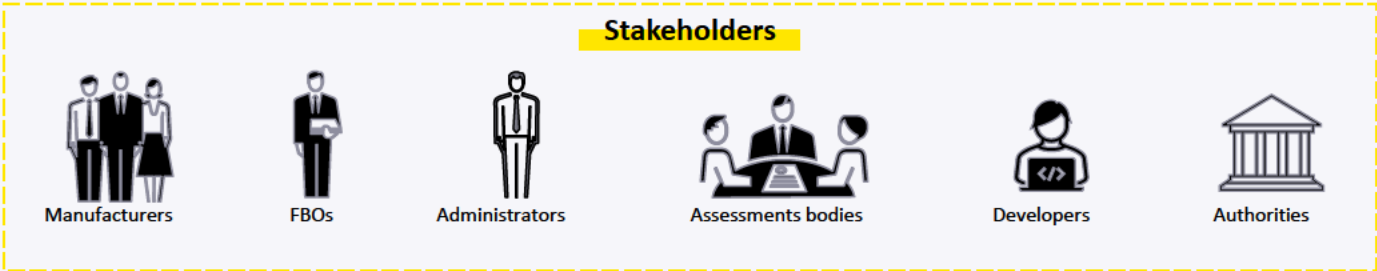 Stakeholders
Manufacturers
FBOs
Administrators
Assessments bodies
</>
Developers
Authorities